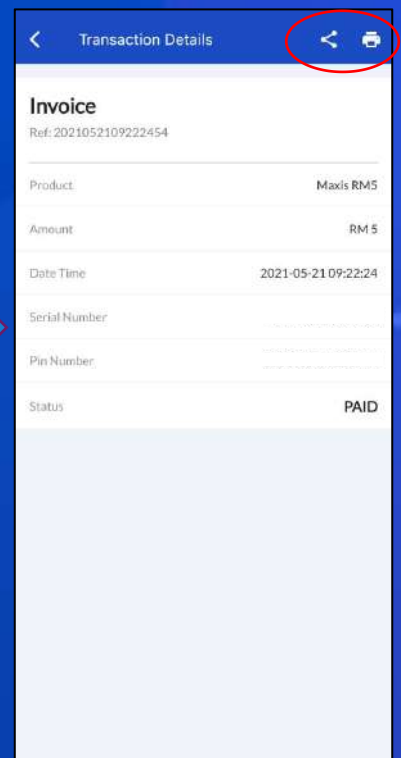 Transaction Details
Invoice
Ref: 2021052109222454
Product Maxis RM5
Amount RM 5
Date Time 2021-05-21 09:22:24
Serial Number
Pin Number
Status PAID